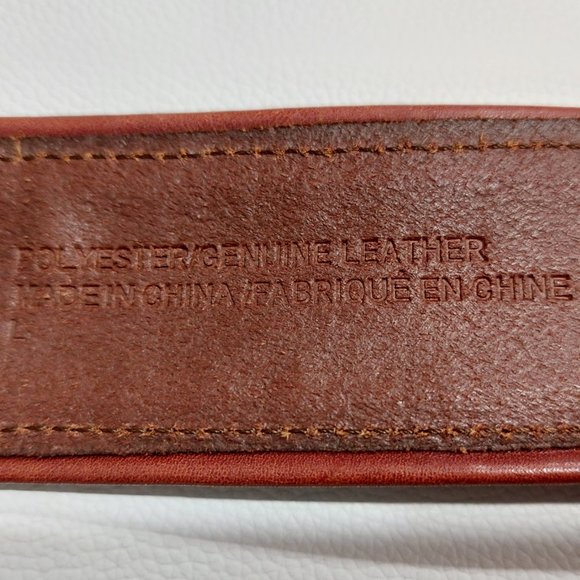 POLYESTER/GENUINE LEATHER
MADE IN CHINA/FABRIQUÉ EN CHINE
L